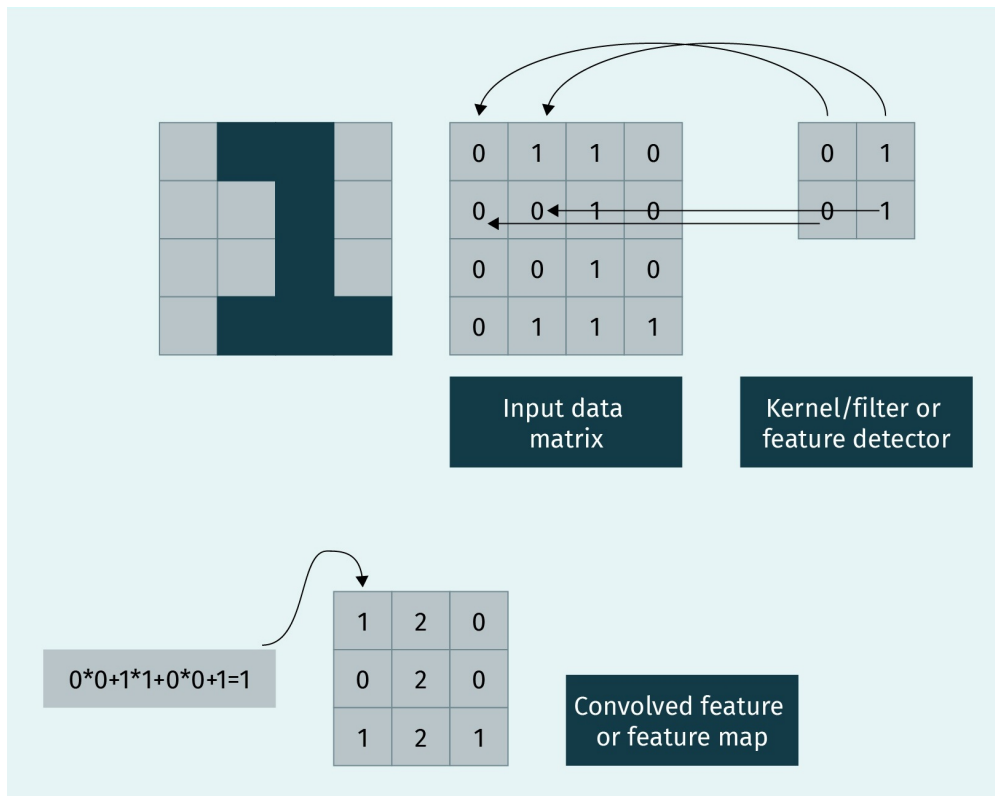 0 1 1 0
0 0 1 0
0 0 1 0
0 1 1 1
0 1
0 1
Input data
matrix
Kernel/filter or
feature detector
0*0+1*1+0*0+1=1
1 2 0
0 2 0
1 2 1
Convolved feature
or feature map